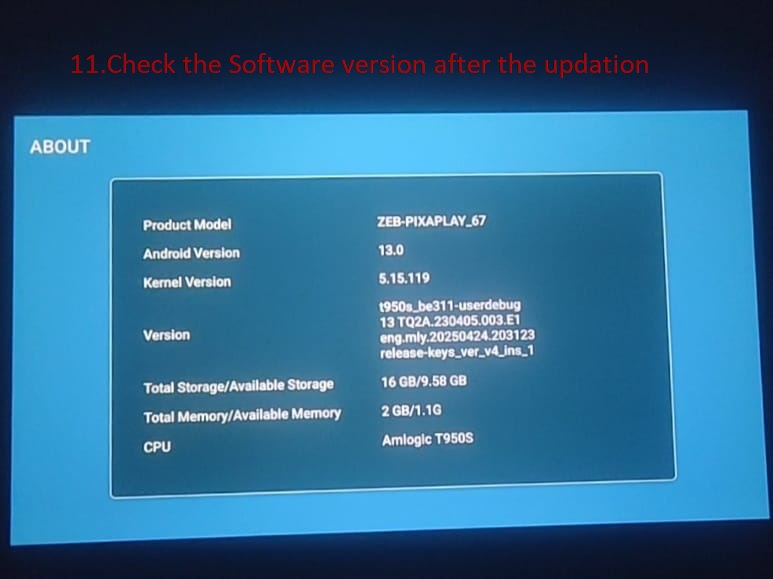 11.Check the Software version after the updation
ABOUT
Product Model ZEB-PIXAPLAY_67
Android Version 13.0
Kernel Version 5.15.119
Version t950s_be311-userdebug
13 TQ2A.230405.003.E1
eng.mly.20250424.203123
release-keys_ver_v4_ins_1
Total Storage/Available Storage 16 GB/9.58 GB
Total Memory/Available Memory 2 GB/1.1G
CPU Amlogic T950S